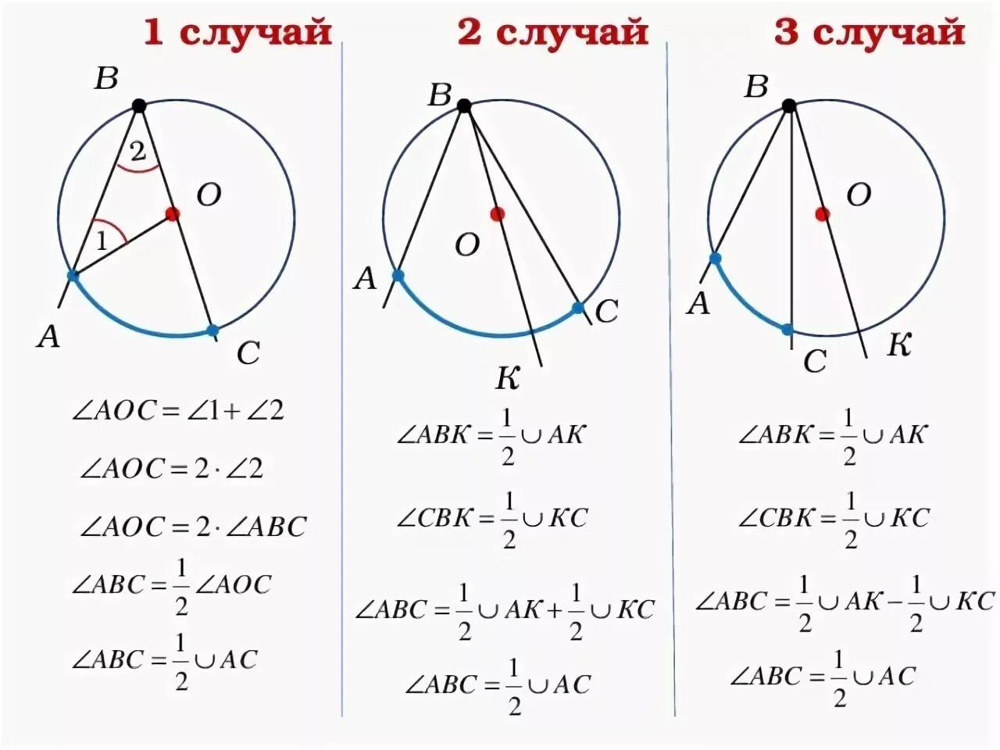 1 случай
B
2
O
1
A
C
∠AOC = ∠1+ ∠2
∠AOC = 2 · ∠2
∠AOC = 2 · ∠ABC
∠ABC = 1/2 ∠AOC
∠ABC = 1/2 ∪ AC
2 случай
B
O
A
C
K
∠ABK = 1/2 ∪ AK
∠CBK = 1/2 ∪ KC
∠ABC = 1/2 ∪ AK + 1/2 ∪ KC
∠ABC = 1/2 ∪ AC
3 случай
B
O
A
C
K
∠ABK = 1/2 ∪ AK
∠CBK = 1/2 ∪ KC
∠ABC = 1/2 ∪ AK − 1/2 ∪ KC
∠ABC = 1/2 ∪ AC